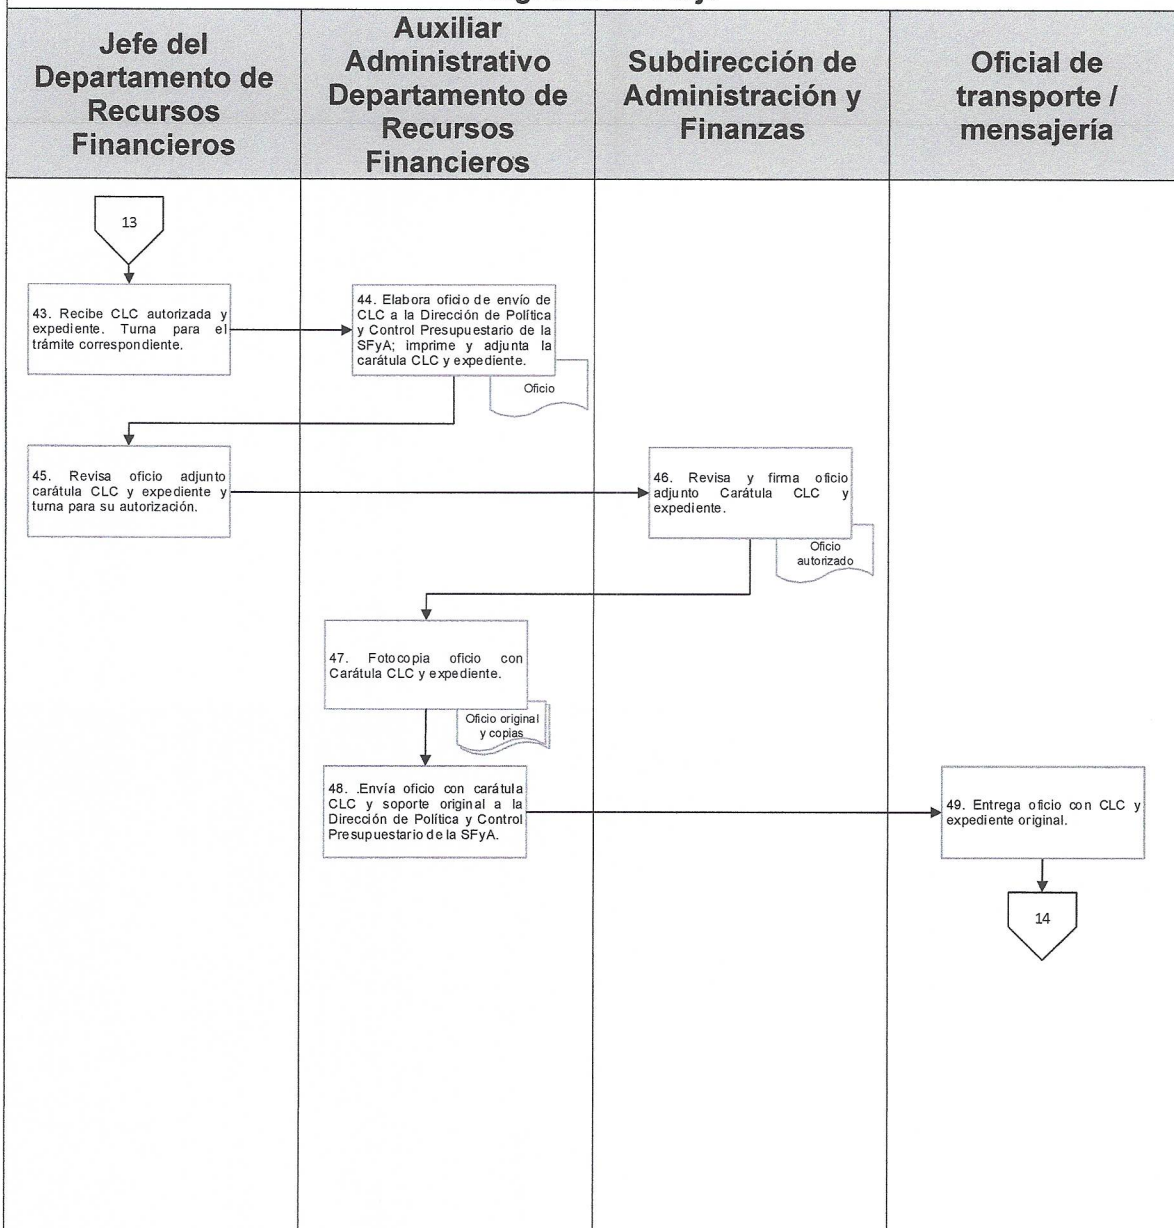 Jefe del
Departamento de
Recursos
Financieros
Auxiliar
Administrativo
Departamento de
Recursos
Financieros
Subdirección de
Administración y
Finanzas
Oficial de
transporte /
mensajería
13
43. Recibe CLC autorizada y
expediente. Turna para el
trámite correspondiente.
44. Elabora oficio de envío de
CLC a la Dirección de Política
y Control Presupuestario de la
SFyA; imprime y adjunta la
carátula CLC y expediente.
Oficio
45. Revisa oficio adjunto
carátula CLC y expediente y
turna para su autorización.
46. Revisa y firma oficio
adjunto Carátula CLC y
expediente.
Oficio
autorizado
47. Fotocopia oficio con
Carátula CLC y expediente.
Oficio original
y copias
48. .Envía oficio con carátula
CLC y soporte original a la
Dirección de Política y Control
Presupuestario de la SFyA.
49. Entrega oficio con CLC y
expediente original.
14